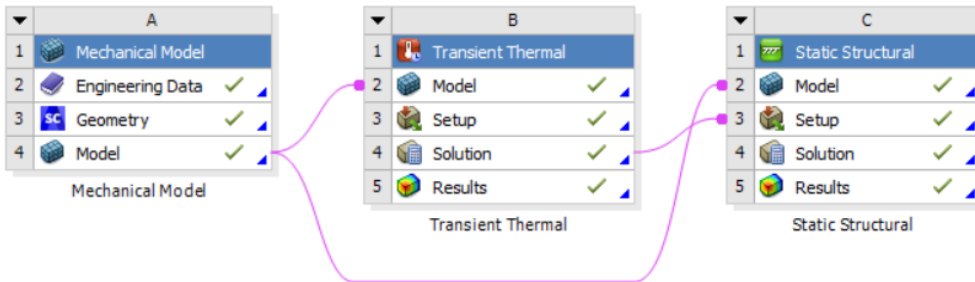 A
1 Mechanical Model
2 Engineering Data
3 SC Geometry
4 Model
Mechanical Model
B
1 Transient Thermal
2 Model
3 Setup
4 Solution
5 Results
Transient Thermal
C
1 Static Structural
2 Model
3 Setup
4 Solution
5 Results
Static Structural